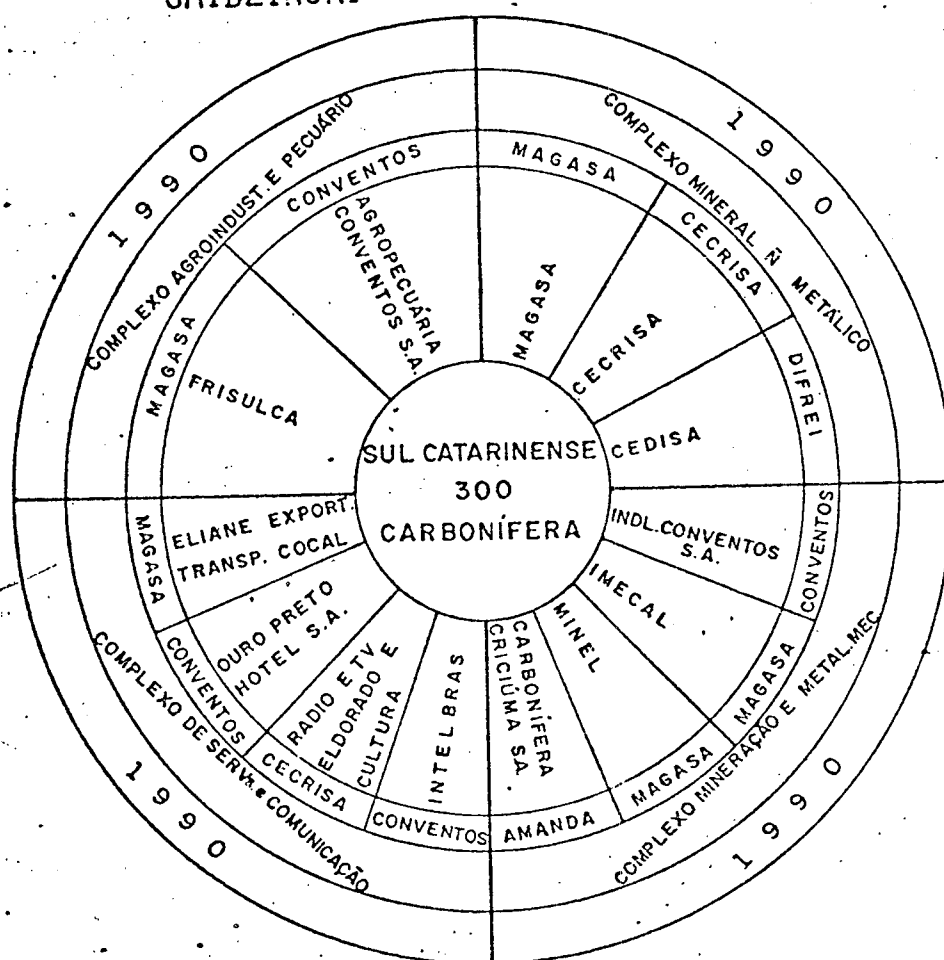 1990
COMPLEXO AGROINDUST. E PECUÁRIO
CONVENTOS
AGROPECUÁRIA
CONVENTOS S.A.
MAGASA
FRISULCA
1990
COMPLEXO MINERAL Ñ METÁLICO
MAGASA
MAGASA
CECRISA
CECRISA
DIFREI
CEDISA
SUL CATARINENSE
300
CARBONÍFERA
CONVENTOS
INDL. CONVENTOS
S.A.
MAGASA
IMECAL
MAGASA
MINEL
AMANDA
CARBONÍFERA
CRICIÚMA SA.
COMPLEXO MINERAÇÃO E METAL.MEC.
1990
MAGASA
ELIANE EXPORT.
TRANSP. COCAL
CONVENTOS
OURO PRETO
HOTEL S.A.
CECRISA
RADIO E TV
ELDORADO E
CULTURA
CONVENTOS
INTELBRAS
COMPLEXO DE SERV. e COMUNICAÇÃO
1990